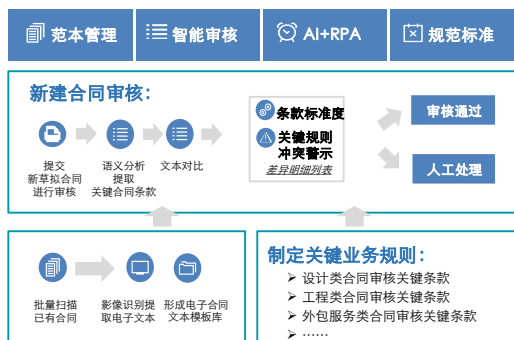 范本管理
智能审核
AI+RPA
规范标准
新建合同审核：
提交
新草拟合同
进行审核
语义分析
提取
关键合同条款
文本对比
条款标准度
关键规则
冲突警示
差异明细列表
审核通过
人工处理
批量扫描
已有合同
影像识别提
取电子文本
形成电子合同
文本模板库
制定关键业务规则：
➢ 设计类合同审核关键条款
➢ 工程类合同审核关键条款
➢ 外包服务类合同审核关键条款
➢ ……